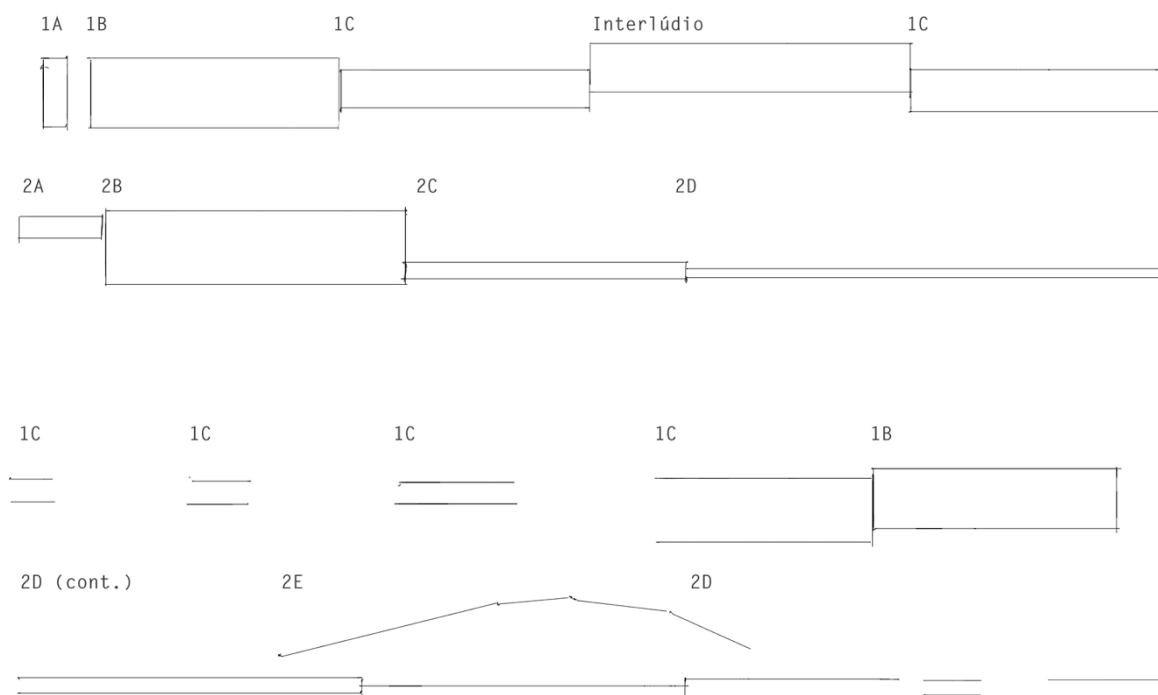 1A 1B 1C Interlúdio 1C
2A 2B 2C 2D
1C 1C 1C 1C 1B
2D (cont.) 2E 2D